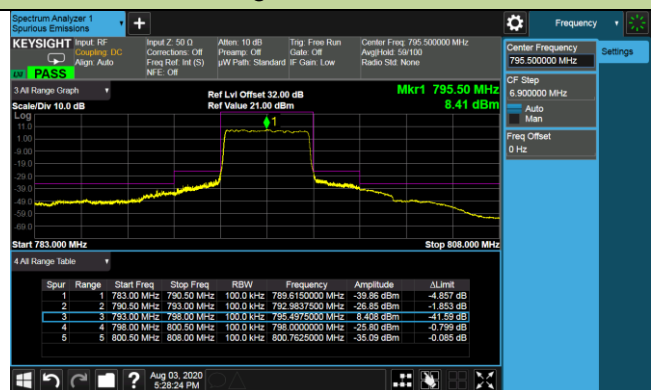 Spectrum Analyzer 1
Spurious Emissions
Frequency
KEYSIGHT Input: RF
Coupling: DC
Align: Auto
Input Z: 50 Ω
Corrections: Off
Freq Ref: Int (S)
NFE: Off
Atten: 10 dB
Preamp: Off
µW Path: Standard
Trig: Free Run
Gate: Off
IF Gain: Low
Center Freq: 795.500000 MHz
Avg|Hold: 59/100
Radio Std: None
PASS
Center Frequency
795.500000 MHz
Settings
CF Step
6.900000 MHz
Auto
Man
Freq Offset
0 Hz
3 All Range Graph
Scale/Div 10.0 dB
Ref Lvl Offset 32.00 dB
Ref Value 21.00 dBm
Mkr1 795.50 MHz
8.41 dBm
Log
11.0
1.00
-9.00
-19.0
-29.0
-39.0
-49.0
-59.0
-69.0
1
Start 783.000 MHz
Stop 808.000 MHz
4 All Range Table
Spur Range Start Freq Stop Freq RBW Frequency Amplitude ΔLimit
1 1 783.00 MHz 790.50 MHz 100.0 kHz 789.6150000 MHz -39.86 dBm -4.857 dB
2 2 790.50 MHz 793.00 MHz 100.0 kHz 792.9837500 MHz -26.85 dBm -1.853 dB
3 3 793.00 MHz 798.00 MHz 100.0 kHz 795.4975000 MHz 8.408 dBm -41.59 dB
4 4 798.00 MHz 800.50 MHz 100.0 kHz 798.0000000 MHz -25.80 dBm -0.799 dB
5 5 800.50 MHz 808.00 MHz 100.0 kHz 800.7625000 MHz -35.09 dBm -0.085 dB
Aug 03, 2020
5:28:24 PM